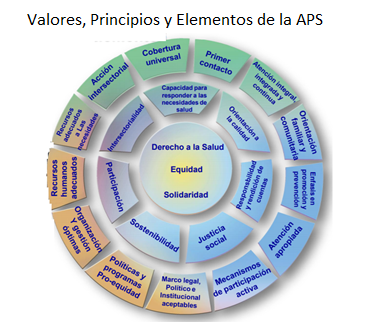 Valores, Principios y Elementos de la APS
Cobertura
universal
Primer
contacto
Atención integral,
integrada y
continua
Orientación
familiar y
comunitaria
Enfasis en
promoción y
prevención
Atención
apropiada
Mecanismos
de participación
activa
Marco legal,
Político e
Institucional
aceptables
Políticas y
programas
Pro-equidad
Organización
Y gestión
óptimas
Recursos
humanos
adecuados
Recursos
adecuados
a Las
necesidades
Acción
intersectorial
Capacidad para
responder a las
necesidades de
salud
Orientación a
la calidad
Responsbilidad
y rendición de
cuentas
Justicia
social
Sostenibilidad
Participación
Intersectorialidad
Derecho a la Salud
Equidad
Solidaridad